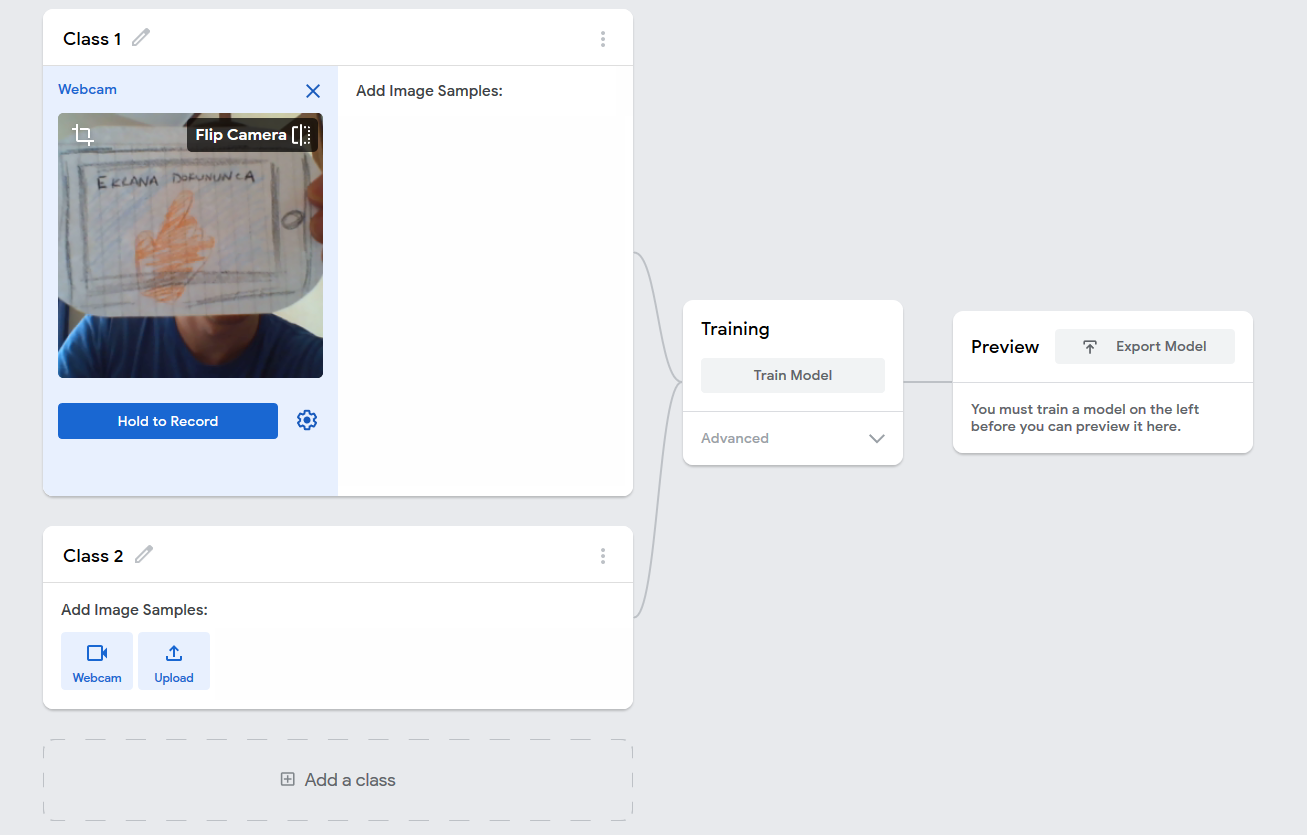 Class 1
Webcam
Add Image Samples:
Flip Camera
EKLANA DOKUNUNCA
Hold to Record
Training
Train Model
Advanced
Preview
Export Model
You must train a model on the left
before you can preview it here.
Class 2
Add Image Samples:
Webcam
Upload
Add a class